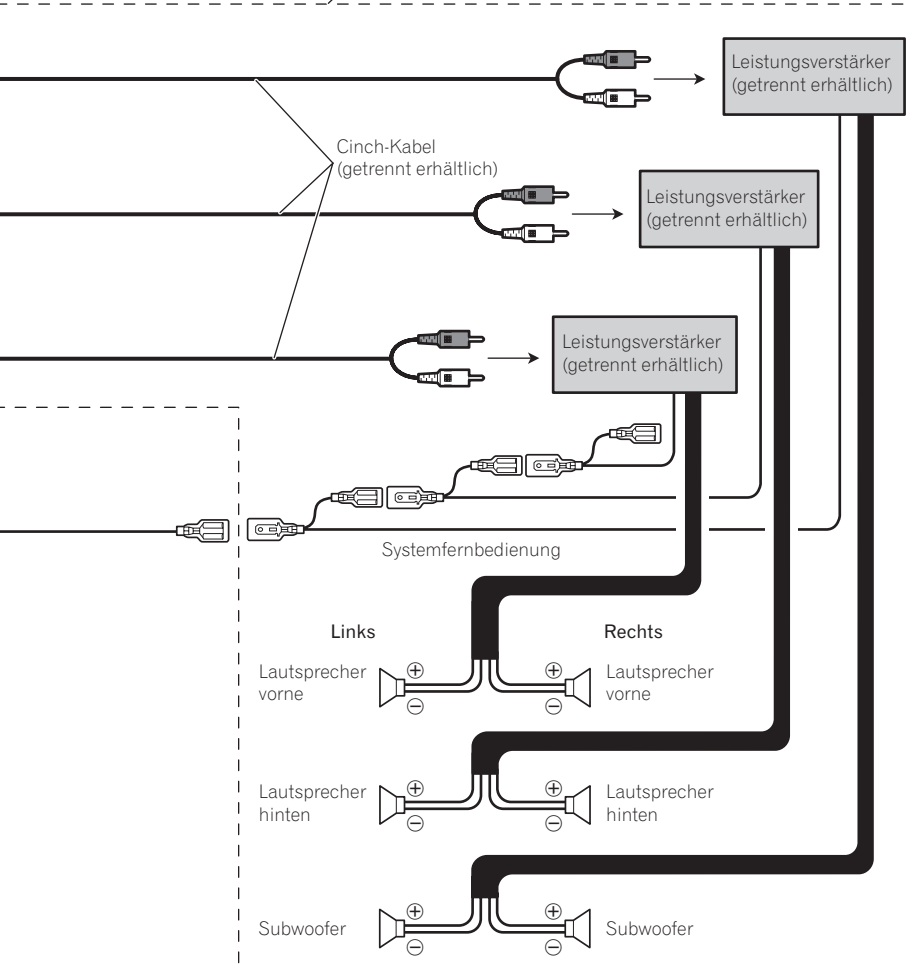 Leistungsverstärker
(getrennt erhältlich)
Cinch-Kabel
(getrennt erhältlich)
Leistungsverstärker
(getrennt erhältlich)
Leistungsverstärker
(getrennt erhältlich)
Systemfernbedienung
Links
Rechts
Lautsprecher
vorne
⊕
⊖
⊕
⊖
Lautsprecher
vorne
Lautsprecher
hinten
⊕
⊖
⊕
⊖
Lautsprecher
hinten
Subwoofer
⊕
⊖
⊕
⊖
Subwoofer